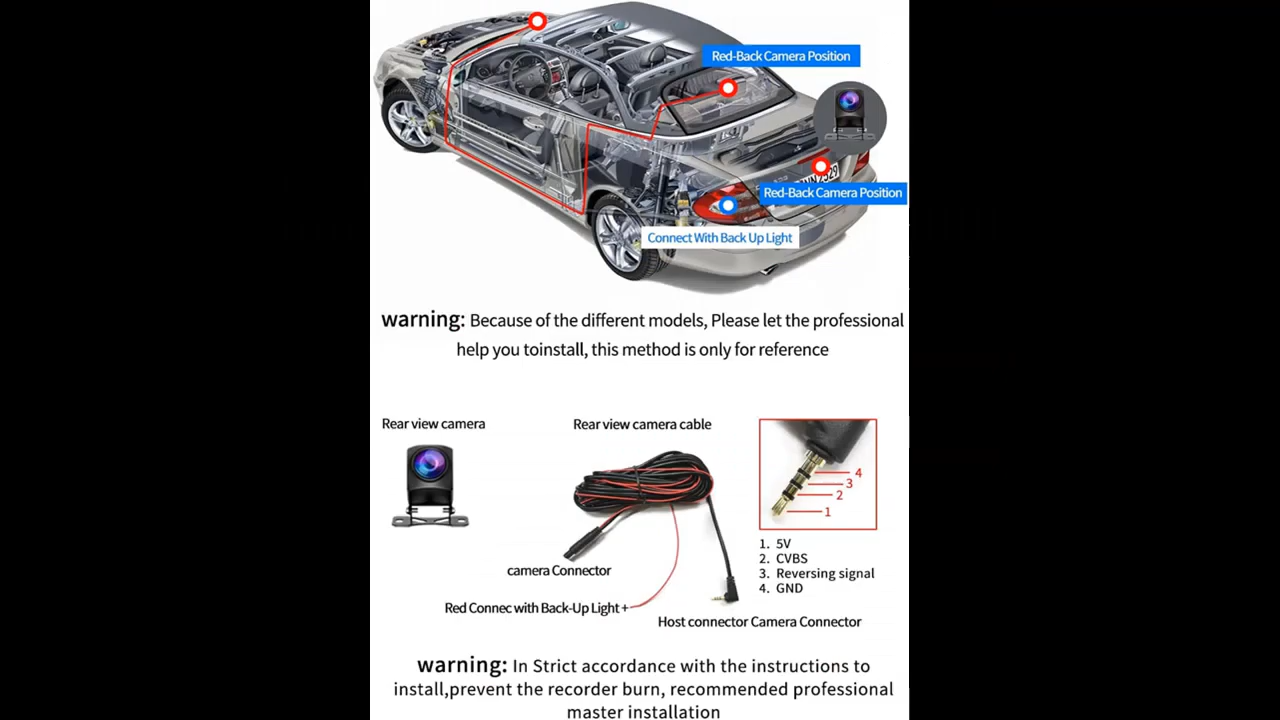 Red-Back Camera Position
Red-Back Camera Position
Connect With Back Up Light
warning: Because of the different models, Please let the professional
help you toinstall, this method is only for reference
Rear view camera
Rear view camera cable
4
3
2
1
1. 5V
2. CVBS
3. Reversing signal
4. GND
camera Connector
Red Connec with Back-Up Light +
Host connector Camera Connector
warning: In Strict accordance with the instructions to
install,prevent the recorder burn, recommended professional
master installation